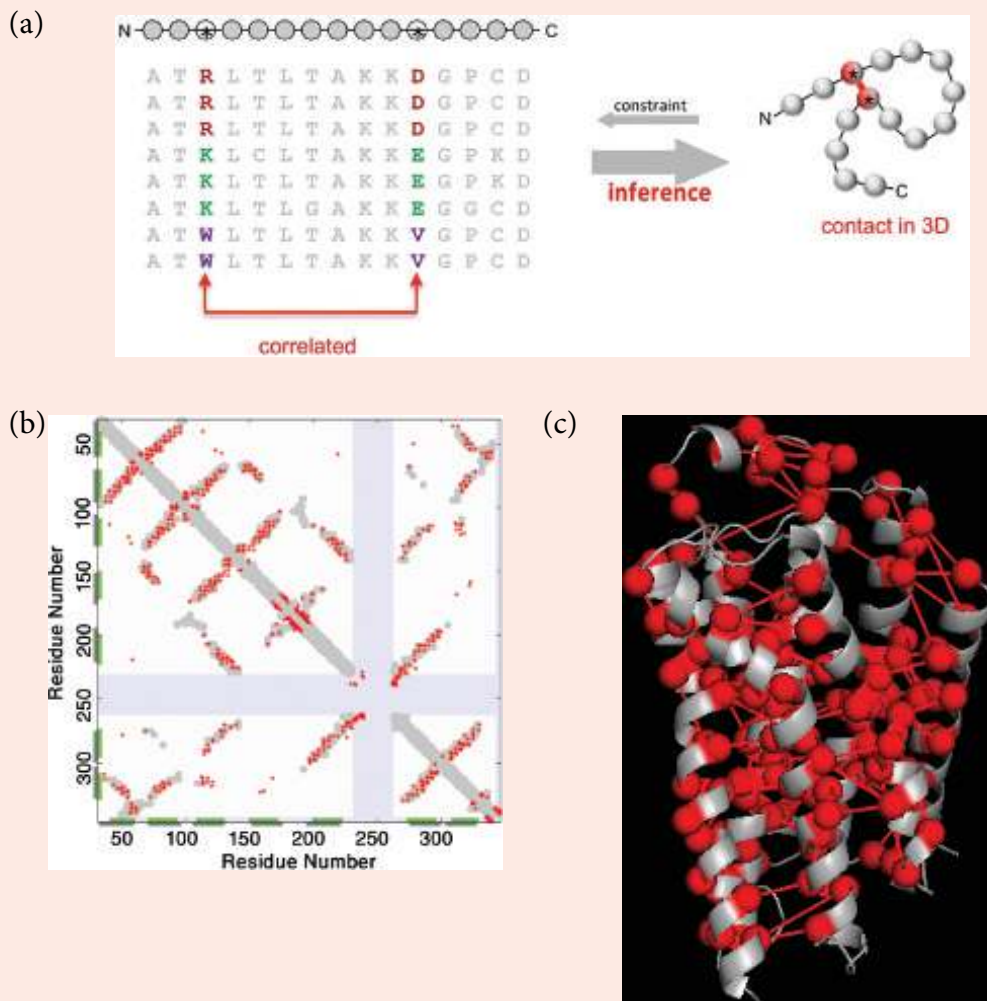 (a)
N * * C
A T R L T L T A K K D G P C D
A T R L T L T A K K D D P C D
A T R L T L T A K K D G P C D
A T K L C L T A K K E G P K D
A T K L T L T A K K E G P K D
A T K L T L G A K K E G G C D
A T W L T L T A K K V G P C D
A T W L T L T A K K V G P C D
correlated
constraint
inference
* *
N
C
contact in 3D
(b)
50
100
150
200
250
300
Residue Number
50 100 150 200 250 300
Residue Number
(c)